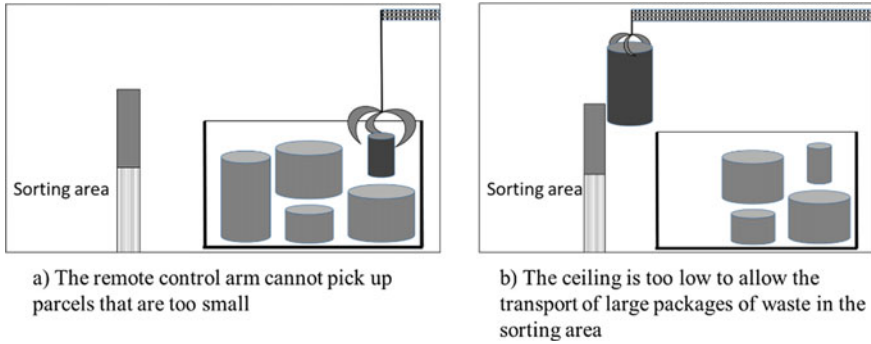 Sorting area
Sorting area
a) The remote control arm cannot pick up
parcels that are too small
b) The ceiling is too low to allow the
transport of large packages of waste in the
sorting area